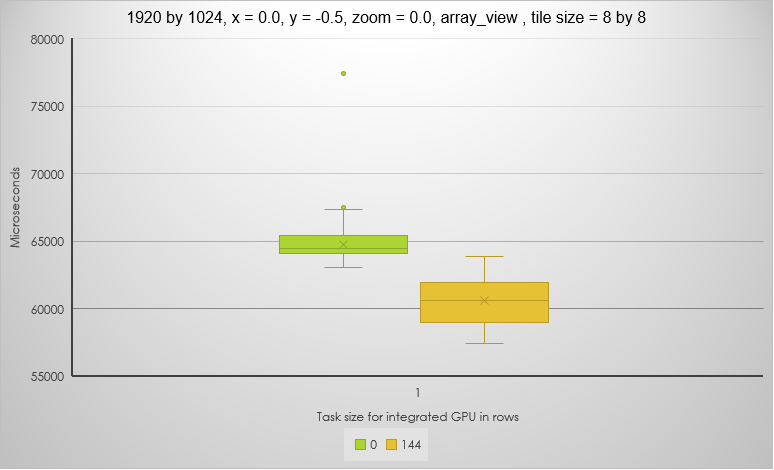 1920 by 1024, x = 0.0, y = -0.5, zoom = 0.0, array_view , tile size = 8 by 8
80000
75000
70000
65000
60000
55000
Microseconds
1
Task size for integrated GPU in rows
0 144